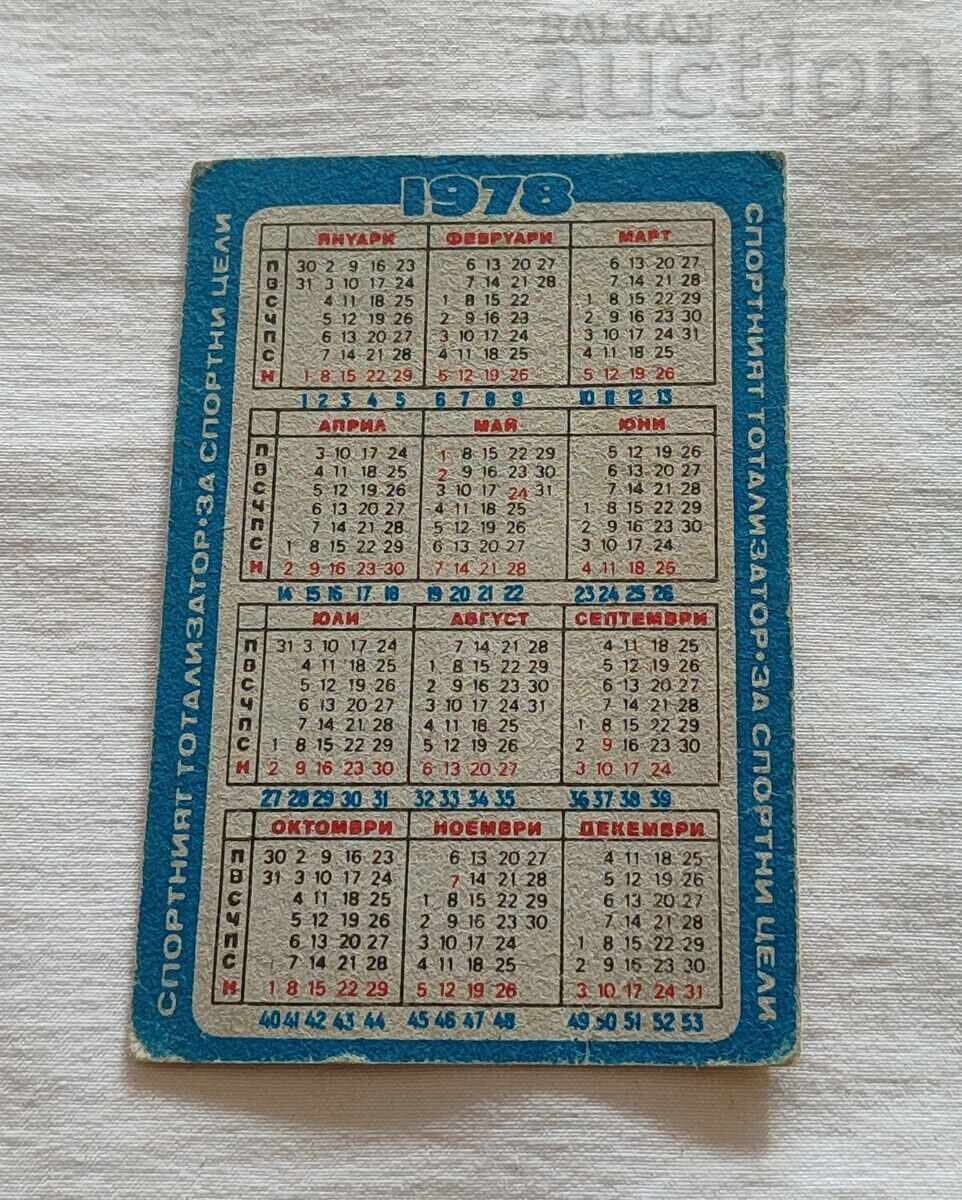 BALKAN
auction
1978
СПОРТНИЯТ ТОТАЛИЗАТОР·ЗА СПОРТНИ ЦЕЛИ
СПОРТНИЯТ ТОТАЛИЗАТОР·ЗА СПОРТНИ ЦЕЛИ
ЯНУАРИ ФЕВРУАРИ МАРТ
П 30 2 9 16 23 6 13 20 27 6 13 20 27
В 31 3 10 17 24 7 14 21 28 7 14 21 28
С 4 11 18 25 1 8 15 22 1 8 15 22 29
Ч 5 12 19 26 2 9 16 23 2 9 16 23 30
П 6 13 20 27 3 10 17 24 3 10 17 24 31
С 7 14 21 28 4 11 18 25 4 11 18 25
Н 1 8 15 22 29 5 12 19 26 5 12 19 26
1 2 3 4 5 6 7 8 9 10 11 12 13
АПРИЛ МАЙ ЮНИ
П 3 10 17 24 1 8 15 22 29 5 12 19 26
В 4 11 18 25 2 9 16 23 30 6 13 20 27
С 5 12 19 26 3 10 17 24 31 7 14 21 28
Ч 6 13 20 27 4 11 18 25 1 8 15 22 29
П 7 14 21 28 5 12 19 26 2 9 16 23 30
С 1 8 15 22 29 6 13 20 27 3 10 17 24
Н 2 9 16 23 30 7 14 21 28 4 11 18 25
14 15 16 17 18 19 20 21 22 23 24 25 26
ЮЛИ АВГУСТ СЕПТЕМВРИ
П 31 3 10 17 24 7 14 21 28 4 11 18 25
В 4 11 18 25 1 8 15 22 29 5 12 19 26
С 5 12 19 26 2 9 16 23 30 6 13 20 27
Ч 6 13 20 27 3 10 17 24 31 7 14 21 28
П 7 14 21 28 4 11 18 25 1 8 15 22 29
С 1 8 15 22 29 5 12 19 26 2 9 16 23 30
Н 2 9 16 23 30 6 13 20 27 3 10 17 24
27 28 29 30 31 32 33 34 35 36 37 38 39
ОКТОМВРИ НОЕМВРИ ДЕКЕМВРИ
П 30 2 9 16 23 6 13 20 27 4 11 18 25
В 31 3 10 17 24 7 14 21 28 5 12 19 26
С 4 11 18 25 1 8 15 22 29 6 13 20 27
Ч 5 12 19 26 2 9 16 23 30 7 14 21 28
П 6 13 20 27 3 10 17 24 1 8 15 22 29
С 7 14 21 28 4 11 18 25 2 9 16 23 30
Н 1 8 15 22 29 5 12 19 26 3 10 17 24 31
40 41 42 43 44 45 46 47 48 49 50 51 52 53